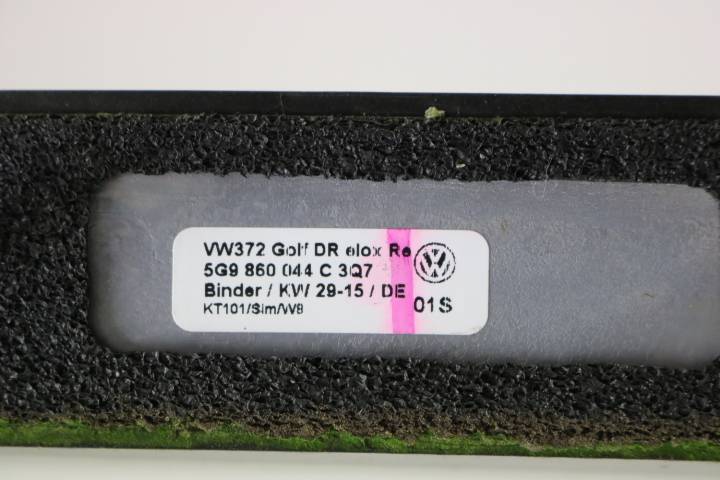 VW372 Golf DR elox Re
5G9 860 044 C 3Q7
Binder / KW 29-15 / DE
01S
KT101/Sim/W8